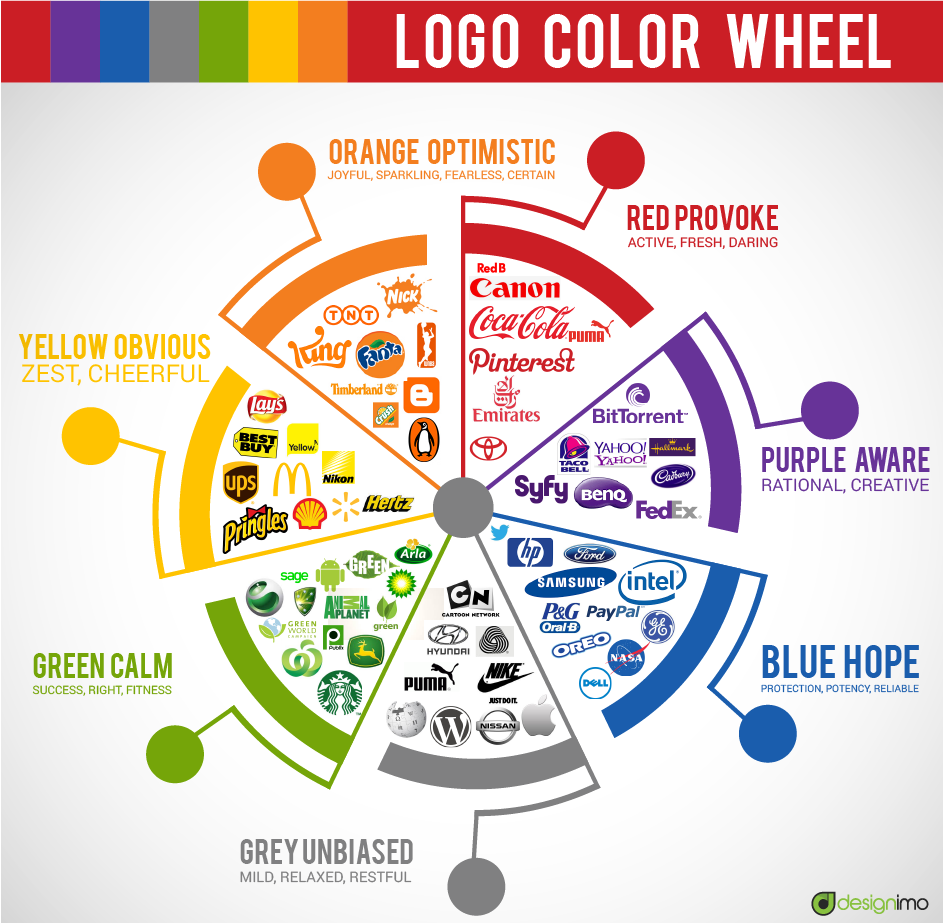 LOGO COLOR WHEEL
ORANGE OPTIMISTIC
JOYFUL, SPARKLING, FEARLESS, CERTAIN
RED PROVOKE
ACTIVE, FRESH, DARING
YELLOW OBVIOUS
ZEST, CHEERFUL
PURPLE AWARE
RATIONAL, CREATIVE
GREEN CALM
SUCCESS, RIGHT, FITNESS
BLUE HOPE
PROTECTION, POTENCY, RELIABLE
GREY UNBIASED
MILD, RELAXED, RESTFUL
NICK
TNT
King
Fanta
Timberland
Crush
Red B
Canon
Coca-Cola
PUMA
Pinterest
Emirates
BitTorrent™
TACO
BELL
YAHOO!
YAHOO!
Hallmark
Cadbury
Syfy
BenQ
FedEx
hp
Ford
SAMSUNG
intel
P&G
PayPal
Oral-B
GE
OREO
NASA
DELL
CN
CARTOON NETWORK
HYUNDAI
PUMA
NIKE
JUST DO IT.
NISSAN
W
sage
GREEN
Arla
bp
ANIMAL
PLANET
green
GREEN
WORLD
CAMPAIGN
Publix
Lay's
BEST
BUY
Yellow
ups
Nikon
Pringles
Hertz
designimo